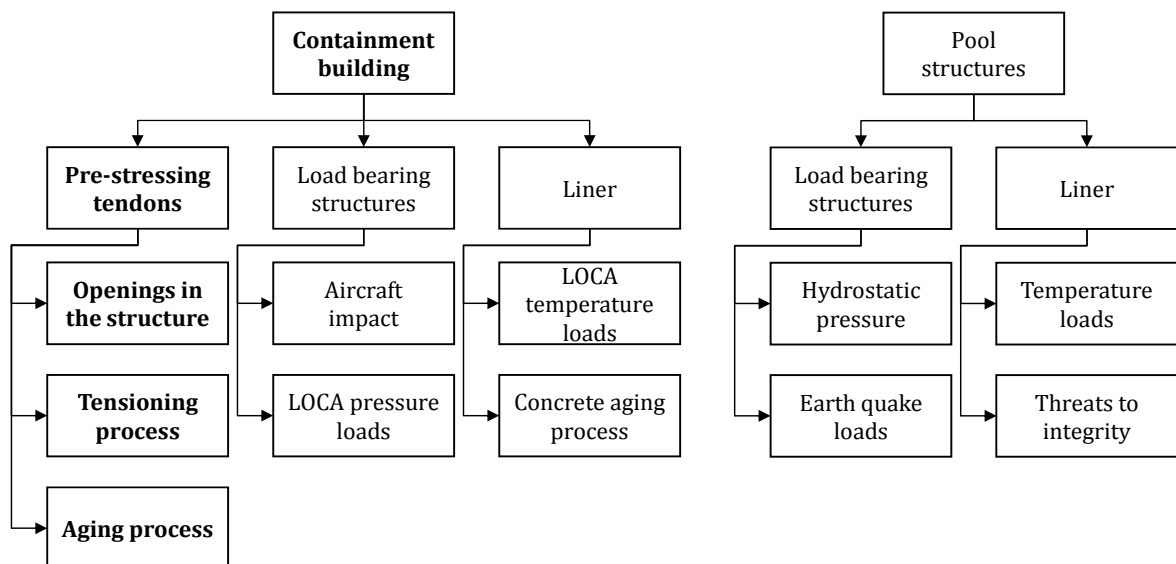 Containment
building
Pool
structures
Pre-stressing
tendons
Load bearing
structures
Liner
Load bearing
structures
Liner
Openings in
the structure
Aircraft
impact
LOCA
temperature
loads
Hydrostatic
pressure
Temperature
loads
Tensioning
process
LOCA pressure
loads
Concrete aging
process
Earth quake
loads
Threats to
integrity
Aging process